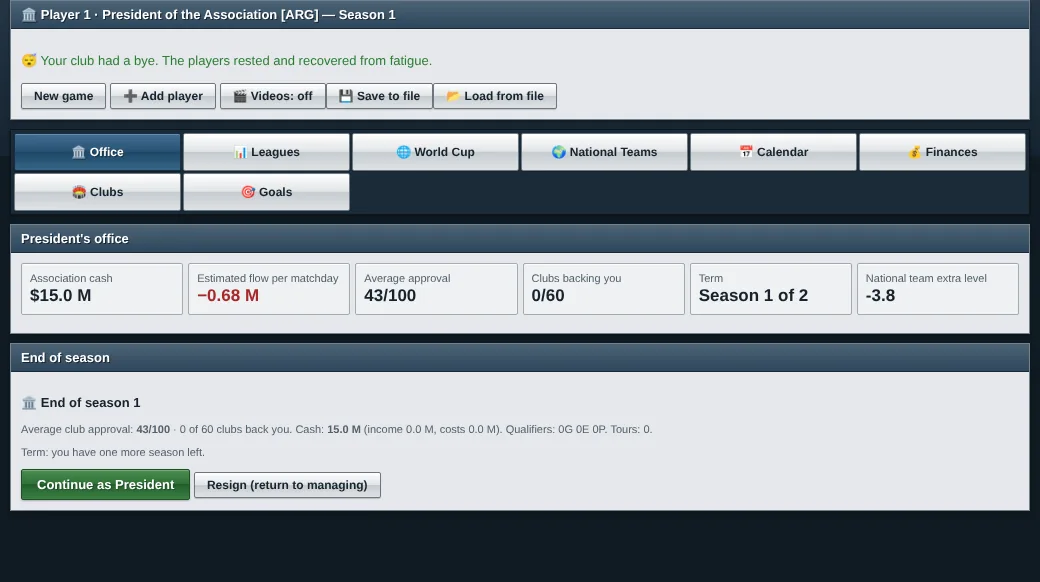 🏛️ Player 1 · President of the Association [ARG] — Season 1
😴 Your club had a bye. The players rested and recovered from fatigue.
New game ➕ Add player 🎬 Videos: off 💾 Save to file 📂 Load from file
🏛️ Office 📊 Leagues 🌐 World Cup 🌍 National Teams 📅 Calendar 💰 Finances
🏟️ Clubs 🎯 Goals
President's office
Association cash Estimated flow per matchday Average approval Clubs backing you Term National team extra level
$15.0 M −0.68 M 43/100 0/60 Season 1 of 2 -3.8
End of season
🏛️ End of season 1
Average club approval: 43/100 · 0 of 60 clubs back you. Cash: 15.0 M (income 0.0 M, costs 0.0 M). Qualifiers: 0G 0E 0P. Tours: 0.
Term: you have one more season left.
Continue as President Resign (return to managing)